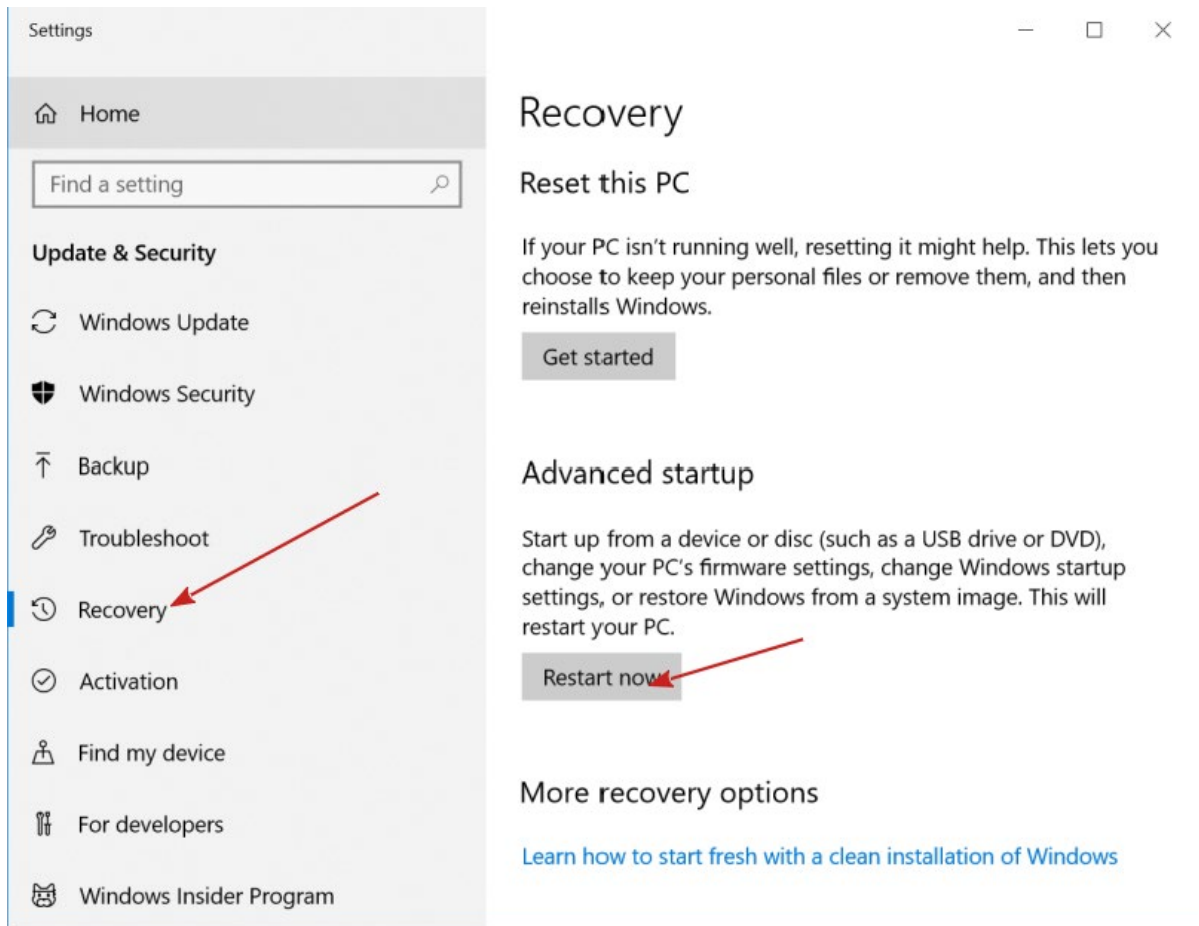 Settings
Home
Find a setting
Update & Security
Windows Update
Windows Security
Backup
Troubleshoot
Recovery
Activation
Find my device
For developers
Windows Insider Program
Recovery
Reset this PC
If your PC isn't running well, resetting it might help. This lets you
choose to keep your personal files or remove them, and then
reinstalls Windows.
Get started
Advanced startup
Start up from a device or disc (such as a USB drive or DVD),
change your PC's firmware settings, change Windows startup
settings, or restore Windows from a system image. This will
restart your PC.
Restart now
More recovery options
Learn how to start fresh with a clean installation of Windows